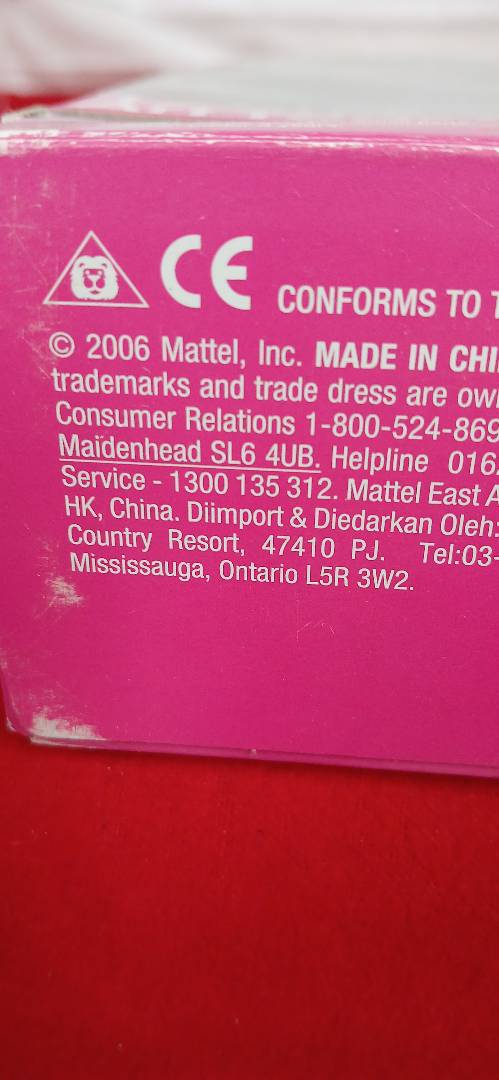 CE CONFORMS TO T
© 2006 Mattel, Inc. MADE IN CHI
trademarks and trade dress are ow
Consumer Relations 1-800-524-869
Maidenhead SL6 4UB. Helpline 016
Service - 1300 135 312. Mattel East A
HK, China. Diimport & Diedarkan Oleh:
Country Resort, 47410 PJ. Tel:03-
Mississauga, Ontario L5R 3W2.